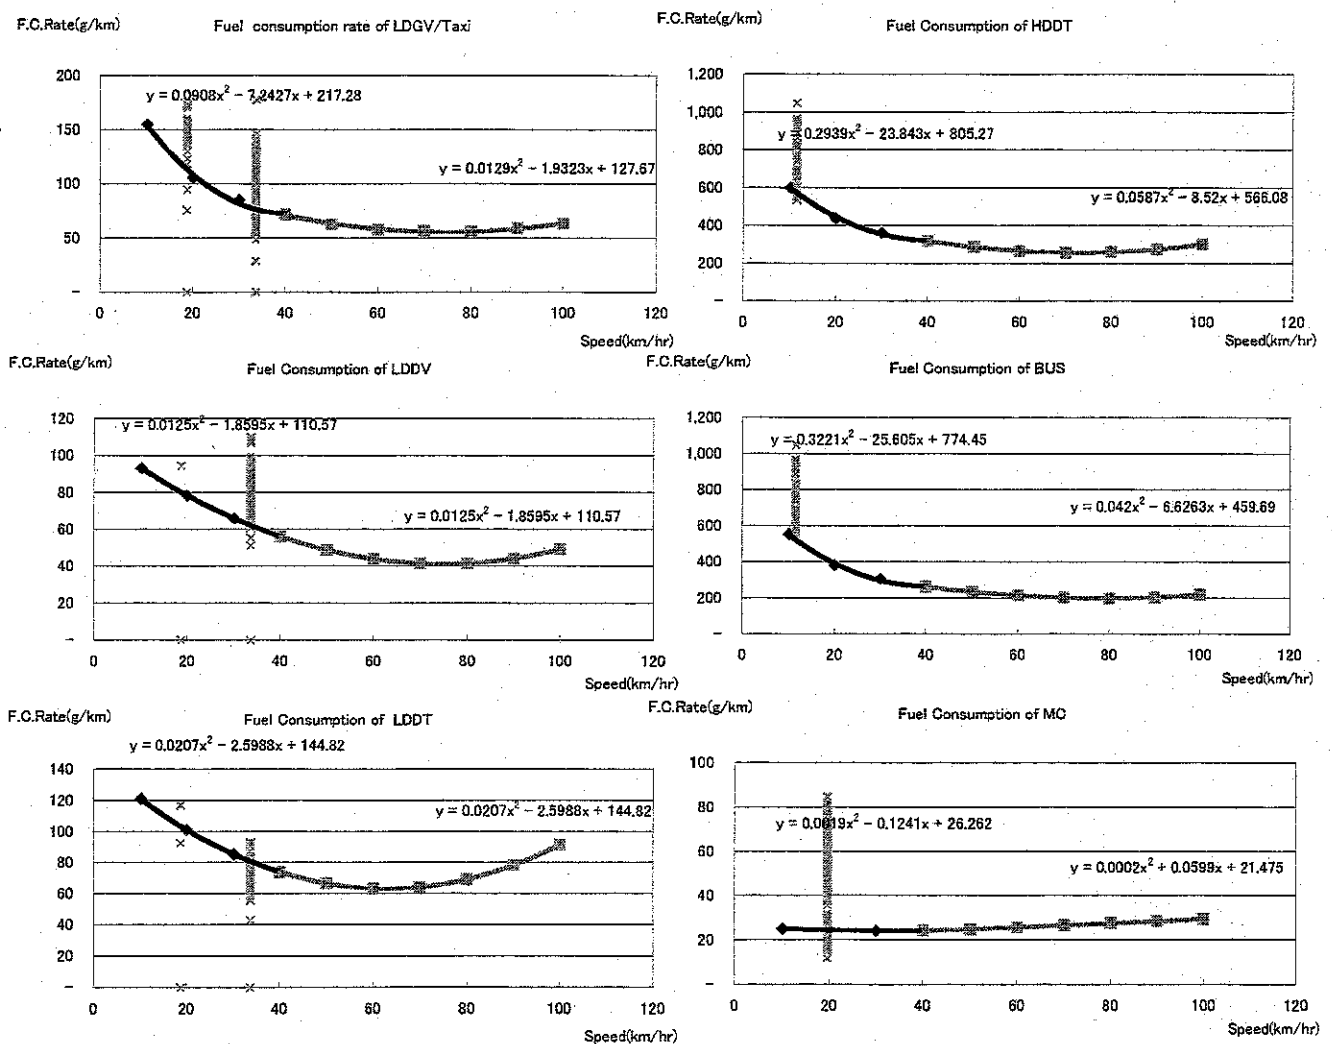 F.C.Rate(g/km)
Fuel consumption rate of LDGV/Taxi
200
150
100
50
-
y = 0.0908x² - 7.2427x + 217.28
y = 0.0129x² - 1.9323x + 127.67
0 20 40 60 80 100 120
Speed(km/hr)
F.C.Rate(g/km)
Fuel Consumption of HDDT
1,200
1,000
800
600
400
200
-
y = 0.2939x² - 23.843x + 805.27
y = 0.0587x² - 8.52x + 566.08
0 20 40 60 80 100 120
Speed(km/hr)
F.C.Rate(g/km)
Fuel Consumption of LDDV
120
100
80
60
40
20
-
y = 0.0125x² - 1.8595x + 110.57
y = 0.0125x² - 1.8595x + 110.57
0 20 40 60 80 100 120
Speed(km/hr)
F.C.Rate(g/km)
Fuel Consumption of BUS
1,200
1,000
800
600
400
200
-
y = 0.3221x² - 25.605x + 774.45
y = 0.042x² - 6.6263x + 459.69
0 20 40 60 80 100 120
Speed(km/hr)
F.C.Rate(g/km)
Fuel Consumption of LDDT
y = 0.0207x² - 2.5988x + 144.82
140
120
100
80
60
40
20
-
y = 0.0207x² - 2.5988x + 144.82
0 20 40 60 80 100 120
Speed(km/hr)
F.C.Rate(g/km)
Fuel Consumption of MC
100
80
60
40
20
-
y = 0.0019x² - 0.1241x + 26.262
y = 0.0002x² + 0.0599x + 21.475
0 20 40 60 80 100 120
Speed(km/hr)